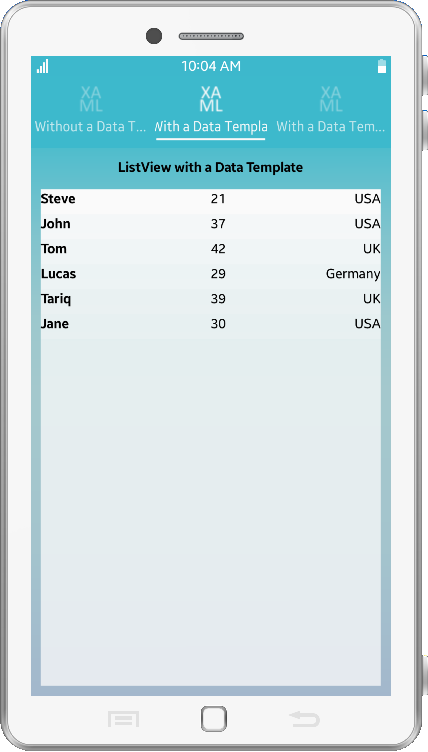 10:04 AM
XA
ML
XA
ML
XA
ML
Without a Data T...
With a Data Templa
With a Data Tem...
ListView with a Data Template
Steve 21 USA
John 37 USA
Tom 42 UK
Lucas 29 Germany
Tariq 39 UK
Jane 30 USA